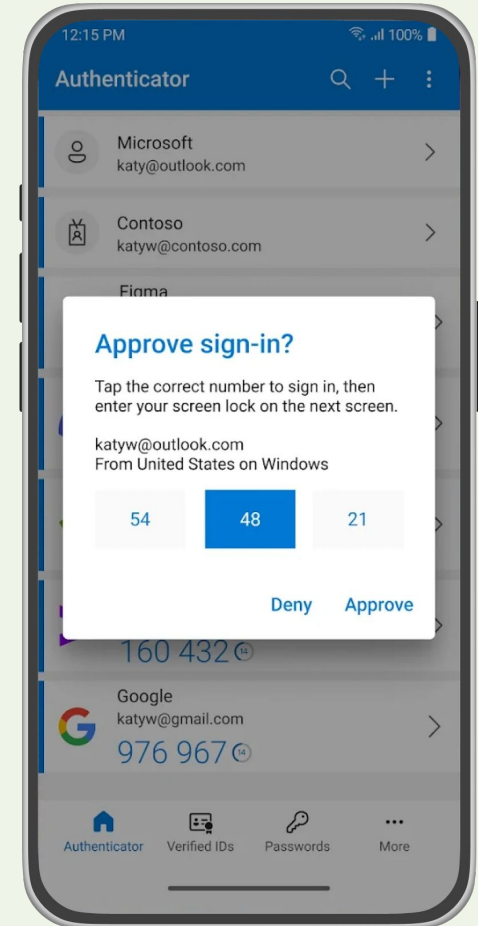 12:15 PM
100%
Authenticator
Microsoft
katy@outlook.com
Contoso
katyw@contoso.com
Figma
Approve sign-in?
Tap the correct number to sign in, then
enter your screen lock on the next screen.
katyw@outlook.com
From United States on Windows
54 48 21
Deny Approve
160 432 14
Google
katyw@gmail.com
976 967 14
Authenticator Verified IDs Passwords More